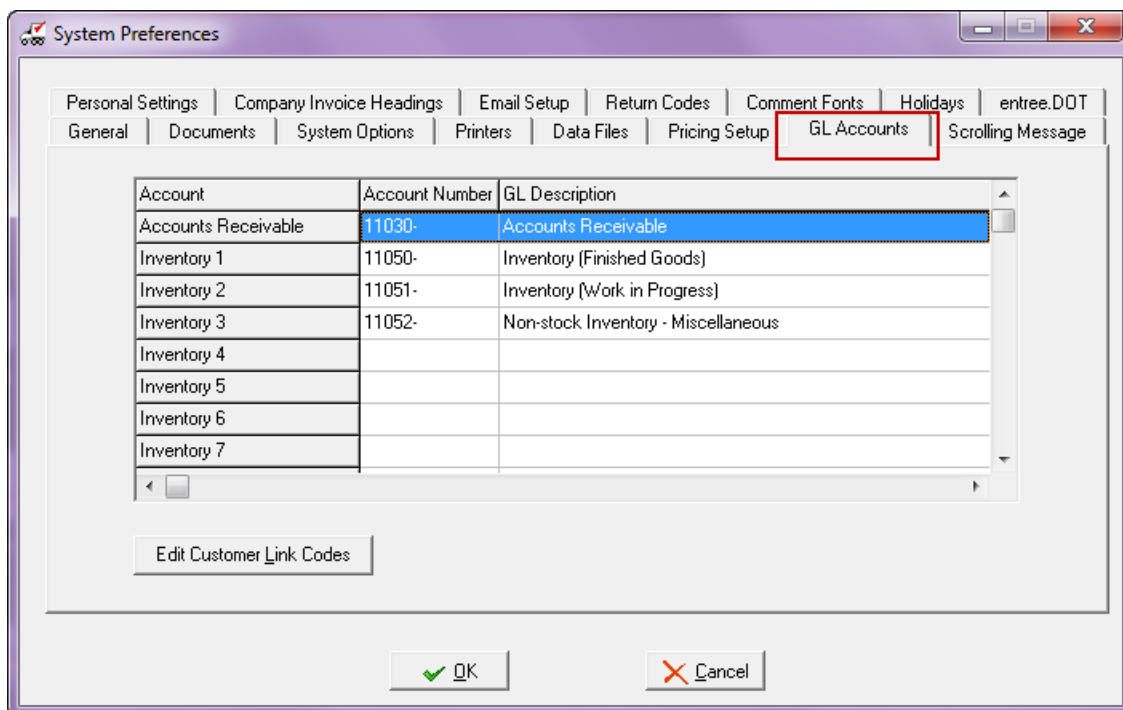 System Preferences
Personal Settings Company Invoice Headings Email Setup Return Codes Comment Fonts Holidays entree.DOT
General Documents System Options Printers Data Files Pricing Setup GL Accounts Scrolling Message
Account Account Number GL Description
Accounts Receivable 11030- Accounts Receivable
Inventory 1 11050- Inventory (Finished Goods)
Inventory 2 11051- Inventory (Work in Progress)
Inventory 3 11052- Non-stock Inventory - Miscellaneous
Inventory 4
Inventory 5
Inventory 6
Inventory 7
Edit Customer Link Codes
OK Cancel